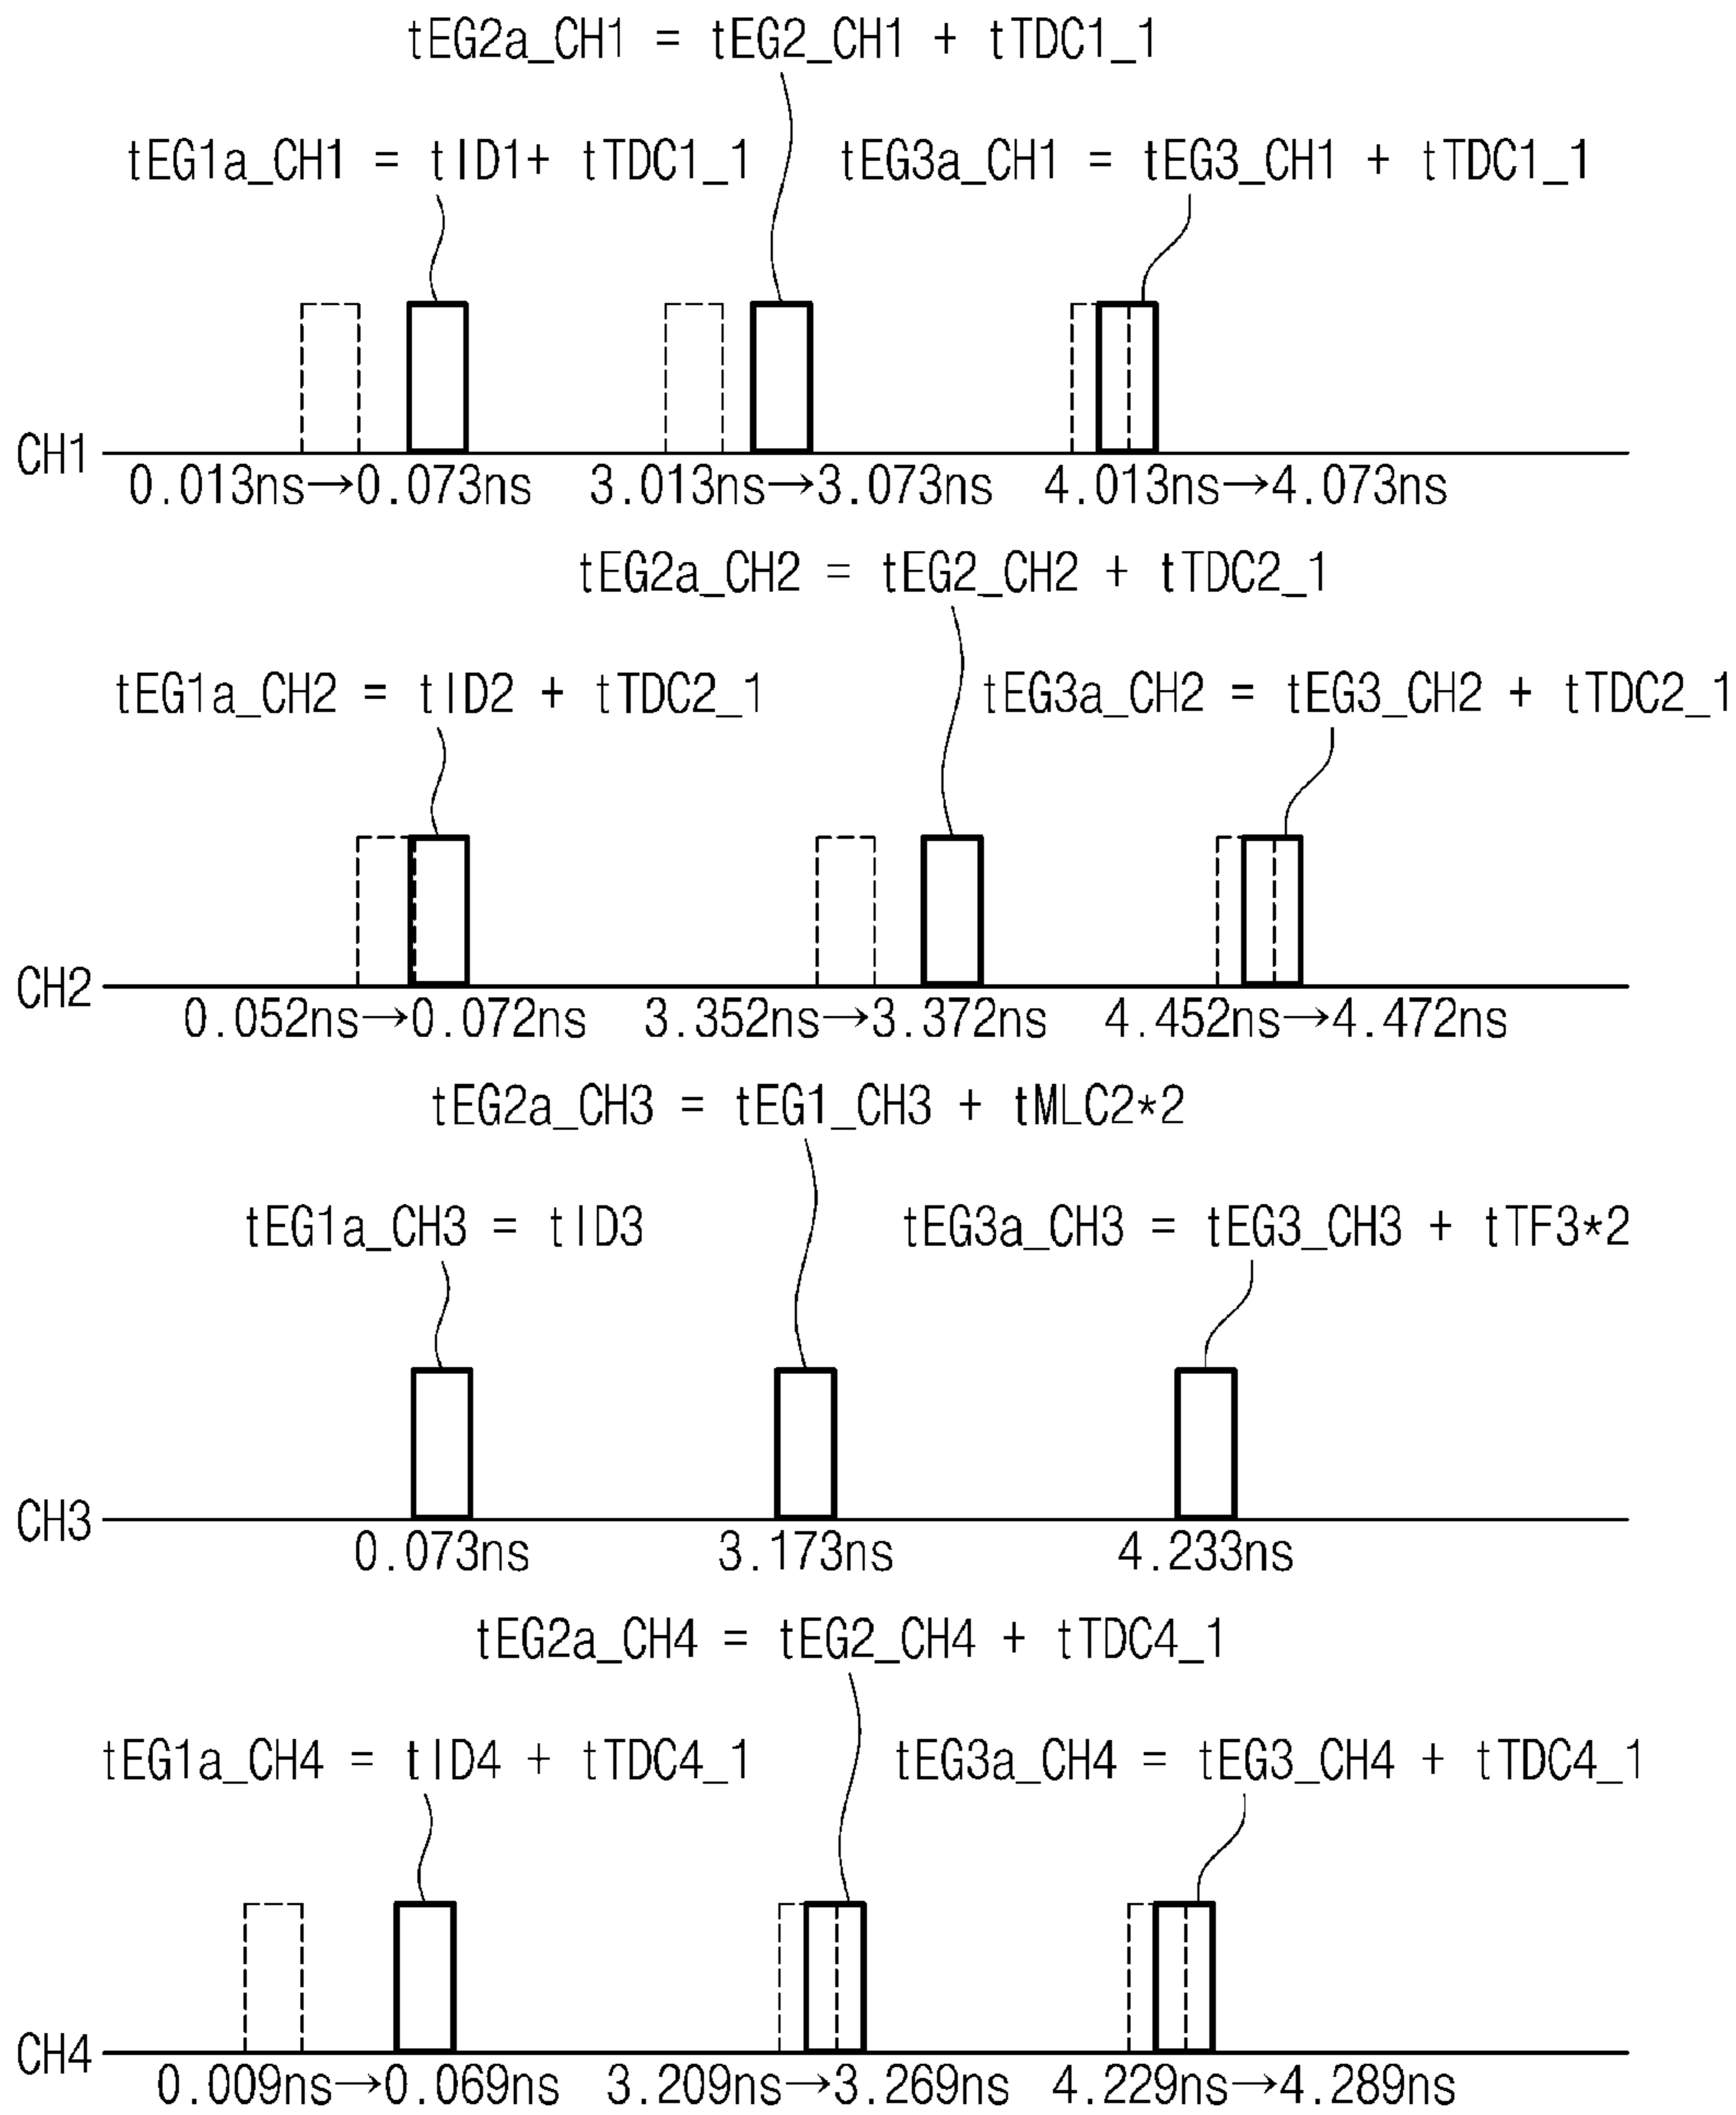 tEG2a_CH1 = tEG2_CH1 + tTDC1_1
tEG1a_CH1 = tID1+ tTDC1_1 tEG3a_CH1 = tEG3_CH1 + tTDC1_1
CH1
0.013ns→0.073ns 3.013ns→3.073ns 4.013ns→4.073ns
tEG2a_CH2 = tEG2_CH2 + tTDC2_1
tEG1a_CH2 = tID2 + tTDC2_1 tEG3a_CH2 = tEG3_CH2 + tTDC2_1
CH2
0.052ns→0.072ns 3.352ns→3.372ns 4.452ns→4.472ns
tEG2a_CH3 = tEG1_CH3 + tMLC2*2
tEG1a_CH3 = tID3 tEG3a_CH3 = tEG3_CH3 + tTF3*2
CH3
0.073ns 3.173ns 4.233ns
tEG2a_CH4 = tEG2_CH4 + tTDC4_1
tEG1a_CH4 = tID4 + tTDC4_1 tEG3a_CH4 = tEG3_CH4 + tTDC4_1
CH4
0.009ns→0.069ns 3.209ns→3.269ns 4.229ns→4.289ns